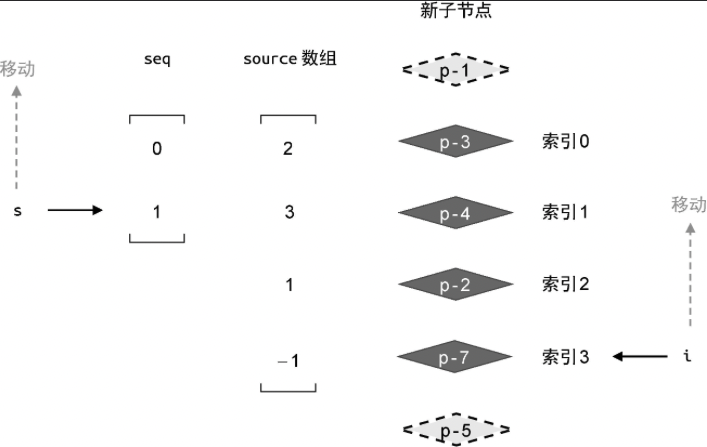 新子节点
seq source 数组
移动
p-1
0 2 p-3 索引0
s 1 3 p-4 索引1
移动
1 p-2 索引2
-1 p-7 索引3 i
p-5